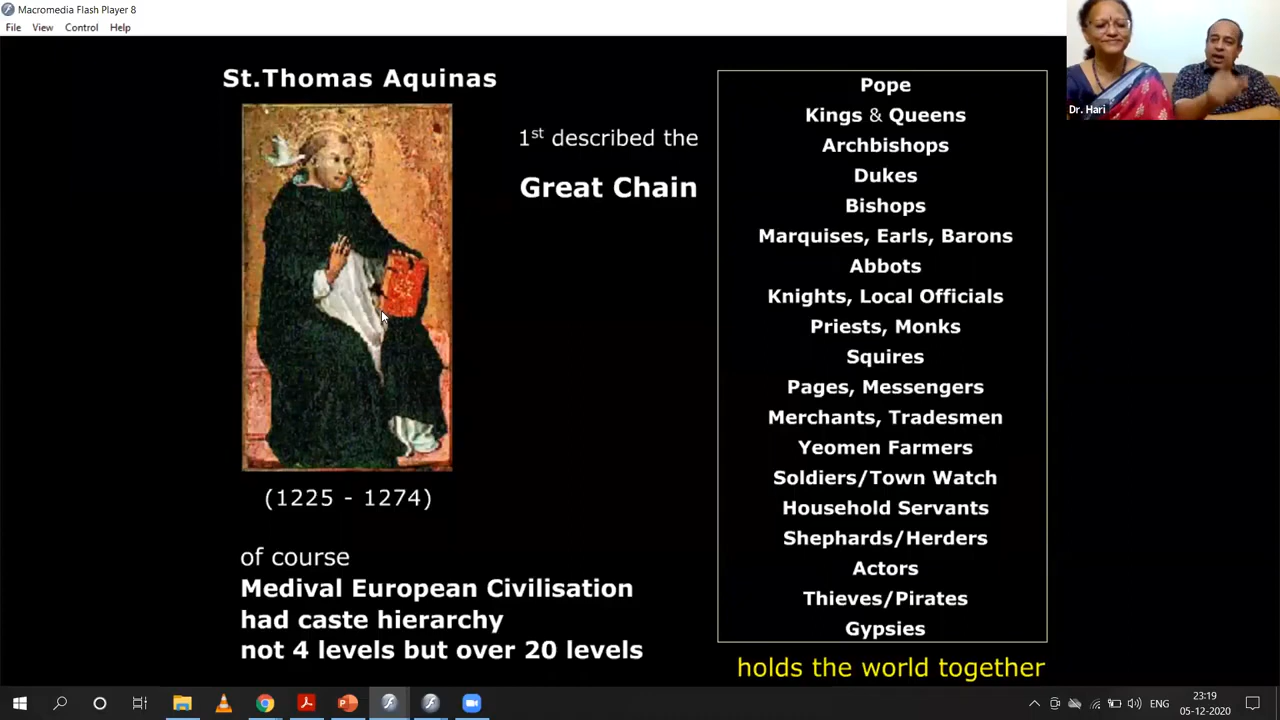 Macromedia Flash Player 8
File View Control Help
St.Thomas Aquinas
1st described the
Great Chain
(1225 - 1274)
of course
Medival European Civilisation
had caste hierarchy
not 4 levels but over 20 levels
Pope
Kings & Queens
Archbishops
Dukes
Bishops
Marquises, Earls, Barons
Abbots
Knights, Local Officials
Priests, Monks
Squires
Pages, Messengers
Merchants, Tradesmen
Yeomen Farmers
Soldiers/Town Watch
Household Servants
Shephards/Herders
Actors
Thieves/Pirates
Gypsies
holds the world together
Dr. Hari
ENG
23:19
05-12-2020